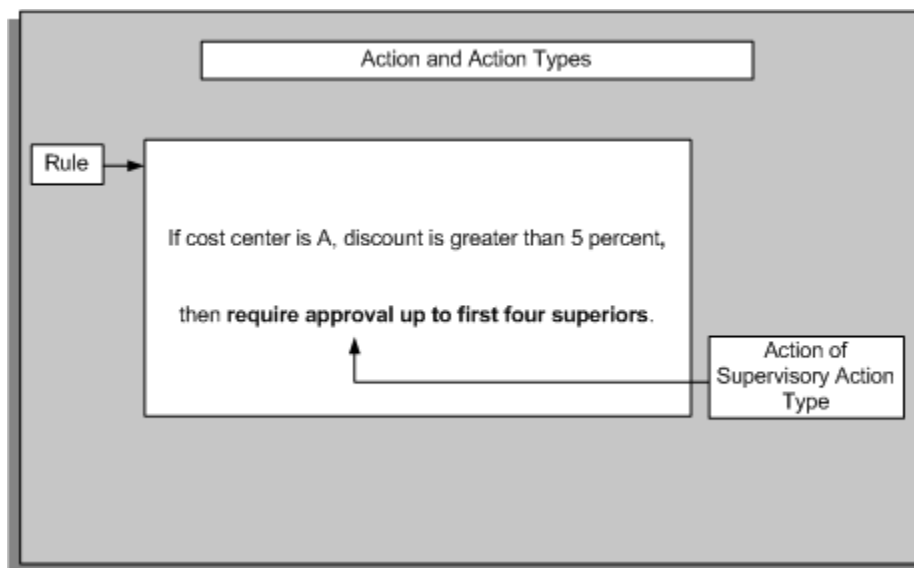 Action and Action Types
Rule
If cost center is A, discount is greater than 5 percent,
then require approval up to first four superiors.
Action of
Supervisory Action
Type